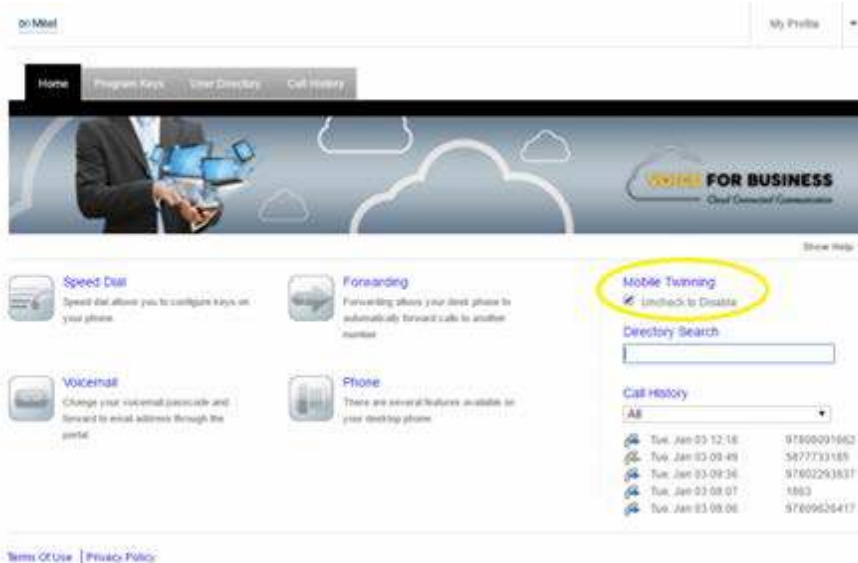 Mitel
My Profile
Home Program Keys User Directory Call History
VOICE FOR BUSINESS
Cloud Connected Communication
Show Help
Speed Dial
Speed dial allows you to configure keys on
your phone
Forwarding
Forwarding allows your desk phone to
automatically forward calls to another
number
Mobile Twinning
Uncheck to Disable
Directory Search
Voicemail
Change your voicemail passcode and
forward to email address through the
portal
Phone
There are several features available on
your desktop phone
Call History
All
Tue. Jan 03 12:18
Tue. Jan 03 09:49 5877733185
Tue. Jan 03 09:36 97802293837
Tue. Jan 03 08:07 1863
Tue. Jan 03 08:06 97809626417
Terms Of Use | Privacy Policy